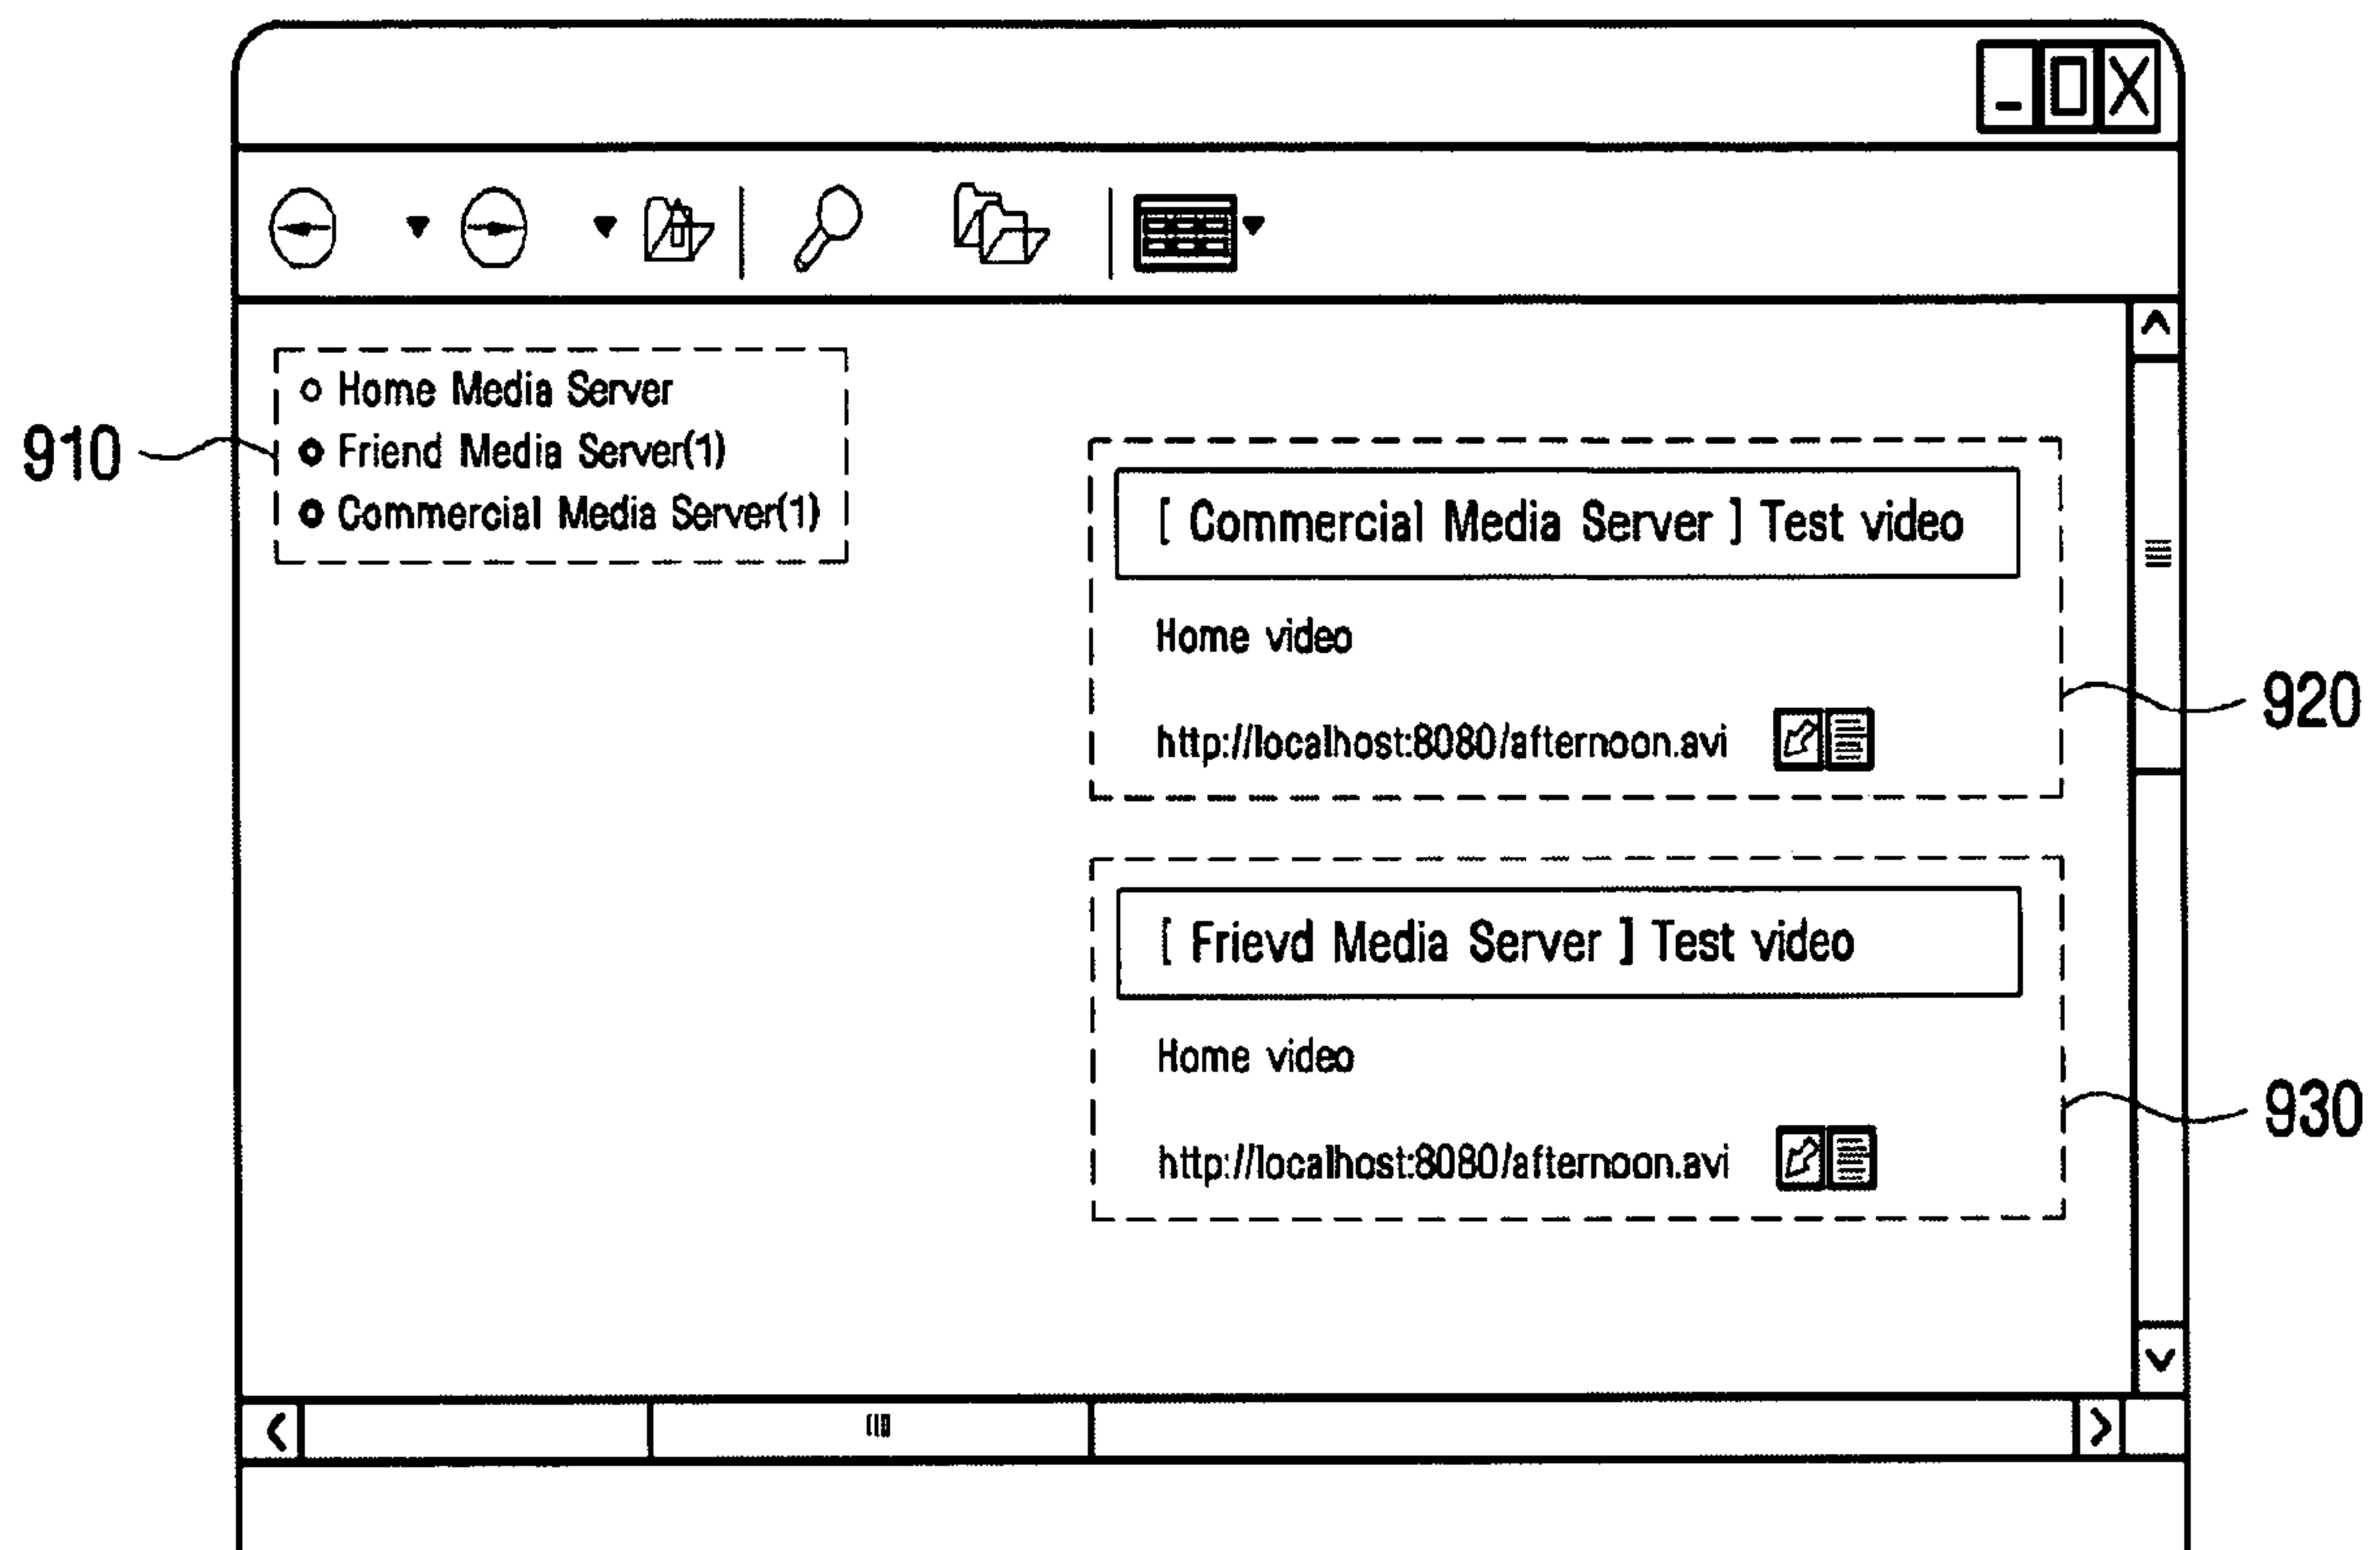 910
○ Home Media Server
Friend Media Server(1)
Commercial Media Server(1)
[ Commercial Media Server ] Test video
Home video
http://localhost:8080/afternoon.avi
920
[ Frievd Media Server ] Test video
Home video
http://localhost:8080/afternoon.avi
930